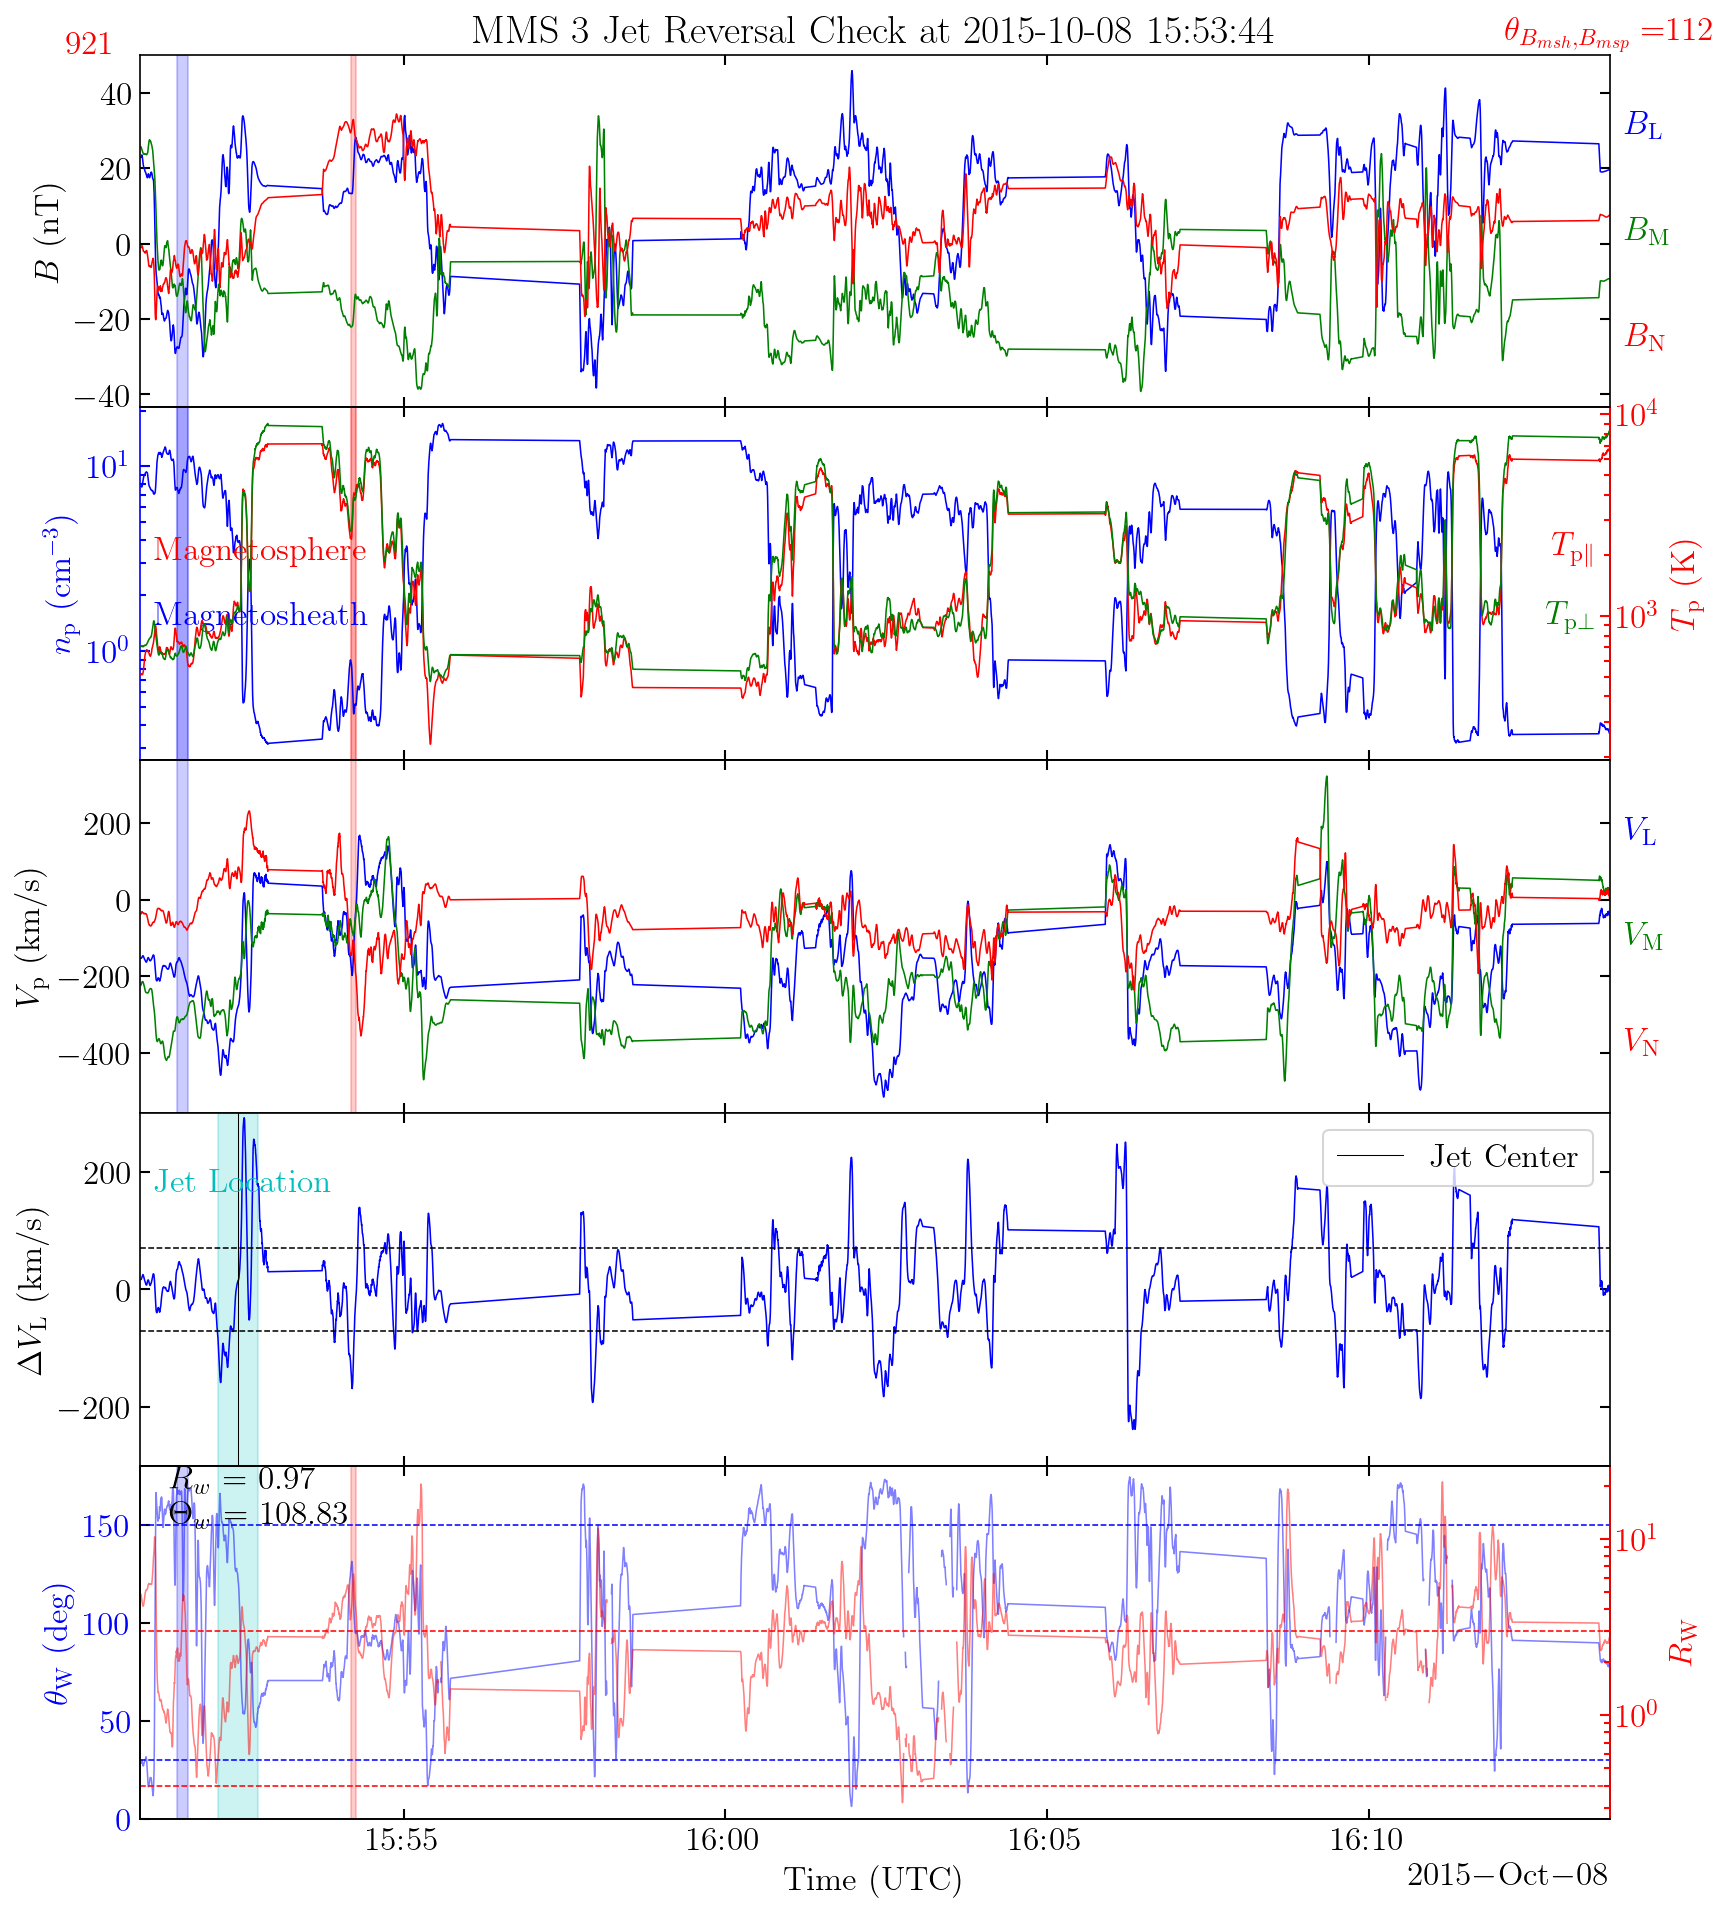 921
MMS 3 Jet Reversal Check at 2015-10-08 15:53:44
θ_{B_{msh},B_{msp}} =112
40
20
0
−20
−40
B (nT)
B_L
B_M
B_N
10^1
10^0
n_p (cm^{−3})
Magnetosphere
Magnetosheath
10^4
10^3
T_{p∥}
T_{p⊥}
T_p (K)
200
0
−200
−400
V_p (km/s)
V_L
V_M
V_N
200
0
−200
ΔV_L (km/s)
Jet Location
Jet Center
R_w = 0.97
Θ_w = 108.83
150
100
50
0
θ_W (deg)
10^1
10^0
R_W
15:55
16:00
16:05
16:10
Time (UTC)
2015−Oct−08